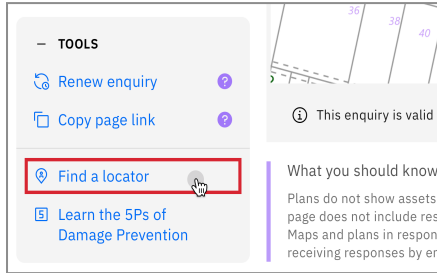 36
38
40
— TOOLS
Renew enquiry ?
Copy page link ?
Find a locator
5 Learn the 5Ps of
Damage Prevention
This enquiry is valid
What you should know
Plans do not show assets
page does not include res
Maps and plans in respon
receiving responses by